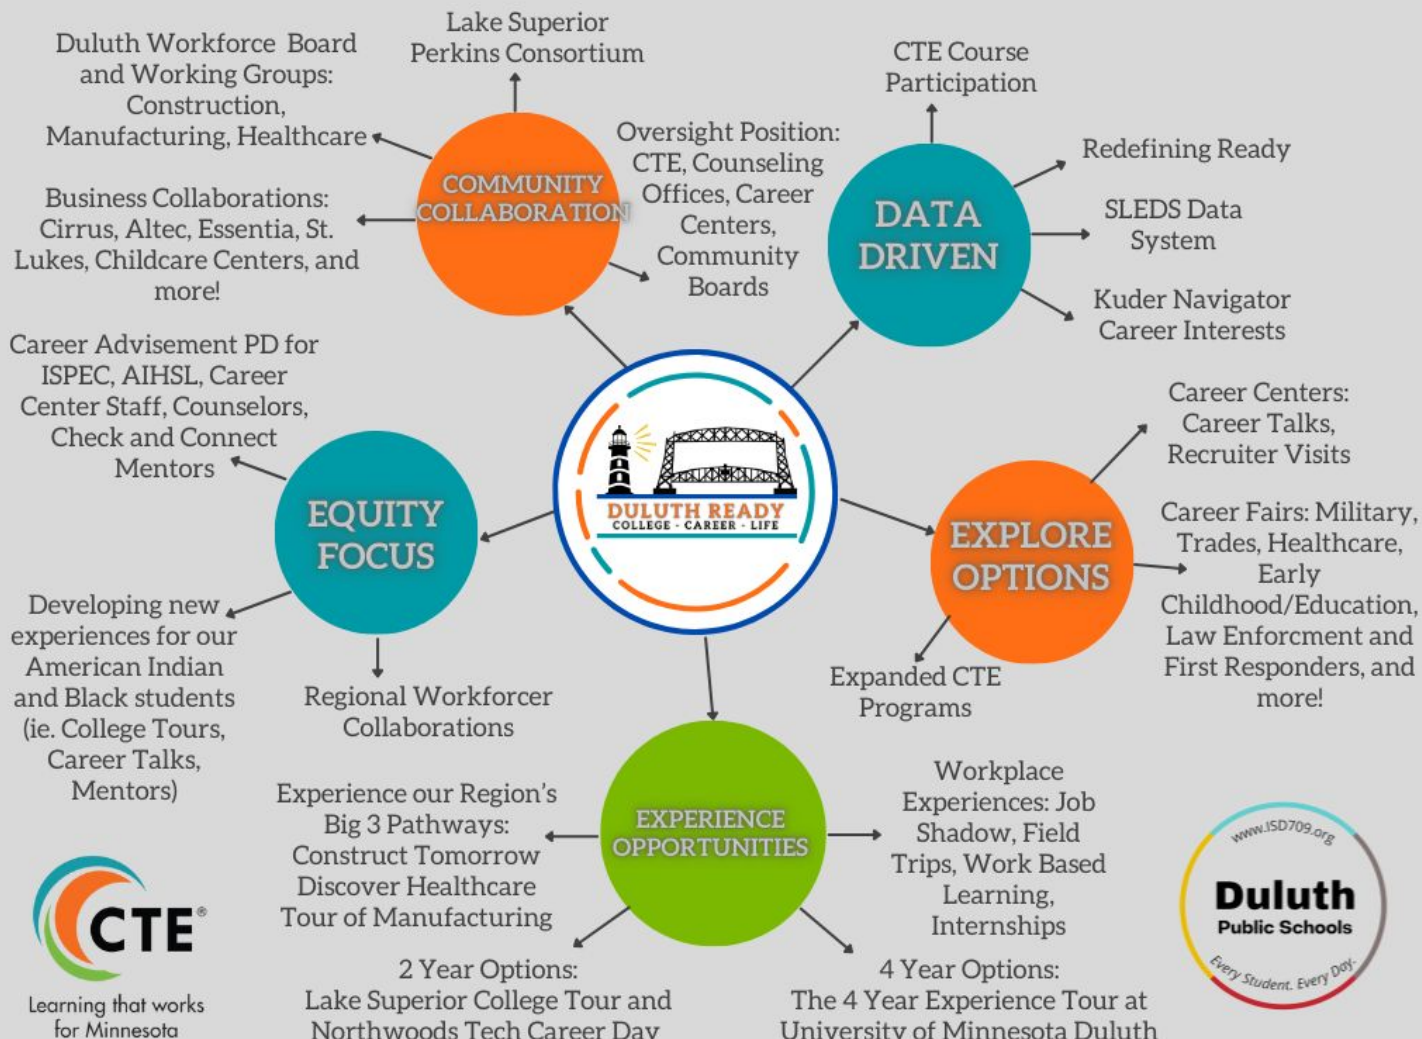 Duluth Workforce Board
and Working Groups:
Construction,
Manufacturing, Healthcare
Lake Superior
Perkins Consortium
COMMUNITY
COLLABORATION
Business Collaborations:
Cirrus, Altec, Essentia, St.
Lukes, Childcare Centers, and
more!
Oversight Position:
CTE, Counseling
Offices, Career
Centers,
Community
Boards
CTE Course
Participation
DATA
DRIVEN
Redefining Ready
SLEDS Data
System
Kuder Navigator
Career Interests
Career Advisement PD for
ISPEC, AIHSL, Career
Center Staff, Counselors,
Check and Connect
Mentors
EQUITY
FOCUS
Developing new
experiences for our
American Indian
and Black students
(ie. College Tours,
Career Talks,
Mentors)
Regional Workforcer
Collaborations
DULUTH READY
COLLEGE - CAREER - LIFE
EXPLORE
OPTIONS
Career Centers:
Career Talks,
Recruiter Visits
Career Fairs: Military,
Trades, Healthcare,
Early
Childhood/Education,
Law Enforcment and
First Responders, and
more!
Expanded CTE
Programs
EXPERIENCE
OPPORTUNITIES
Experience our Region's
Big 3 Pathways:
Construct Tomorrow
Discover Healthcare
Tour of Manufacturing
Workplace
Experiences: Job
Shadow, Field
Trips, Work Based
Learning,
Internships
2 Year Options:
Lake Superior College Tour and
Northwoods Tech Career Day
4 Year Options:
The 4 Year Experience Tour at
University of Minnesota Duluth
CTE®
Learning that works
for Minnesota
www.ISD709.org
Duluth
Public Schools
Every Student. Every Day.